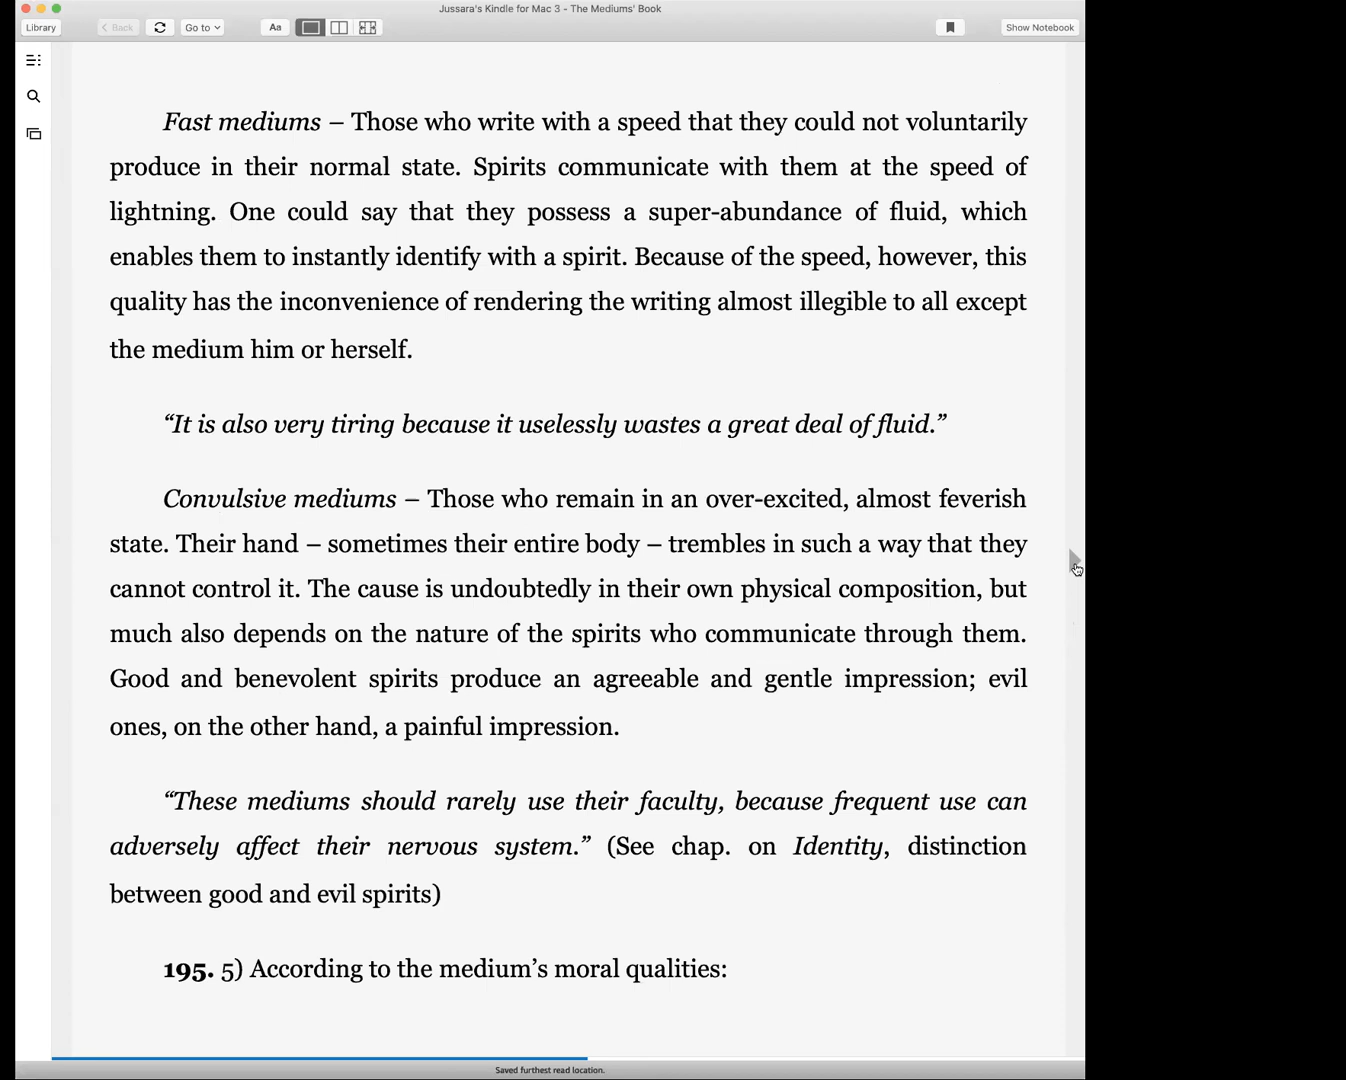 Jussara's Kindle for Mac 3 - The Mediums' Book
Library
Back
Go to
Aa
Show Notebook
Fast mediums – Those who write with a speed that they could not voluntarily
produce in their normal state. Spirits communicate with them at the speed of
lightning. One could say that they possess a super-abundance of fluid, which
enables them to instantly identify with a spirit. Because of the speed, however, this
quality has the inconvenience of rendering the writing almost illegible to all except
the medium him or herself.
“It is also very tiring because it uselessly wastes a great deal of fluid.”
Convulsive mediums – Those who remain in an over-excited, almost feverish
state. Their hand – sometimes their entire body – trembles in such a way that they
cannot control it. The cause is undoubtedly in their own physical composition, but
much also depends on the nature of the spirits who communicate through them.
Good and benevolent spirits produce an agreeable and gentle impression; evil
ones, on the other hand, a painful impression.
“These mediums should rarely use their faculty, because frequent use can
adversely affect their nervous system.” (See chap. on Identity, distinction
between good and evil spirits)
195. 5) According to the medium’s moral qualities:
Saved furthest read location.